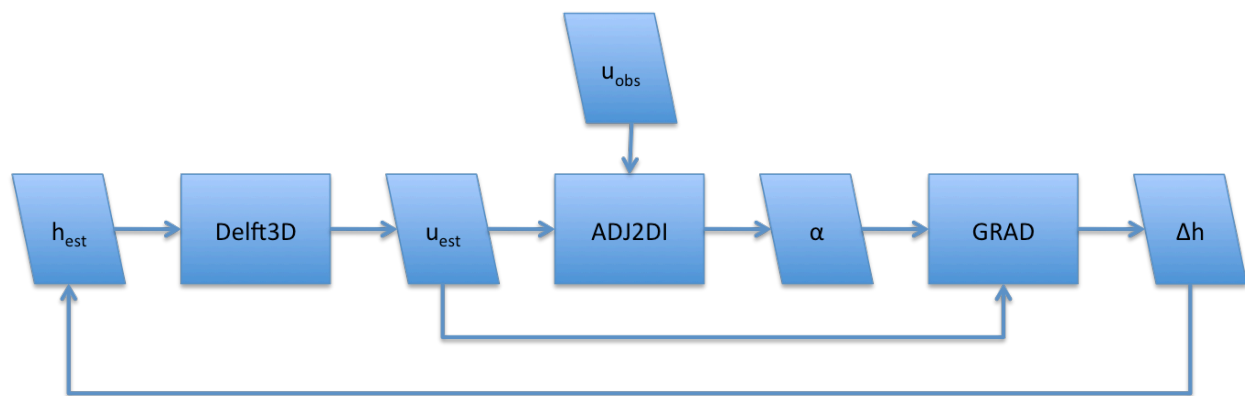 u_obs
h_est
Delft3D
u_est
ADJ2DI
α
GRAD
Δh